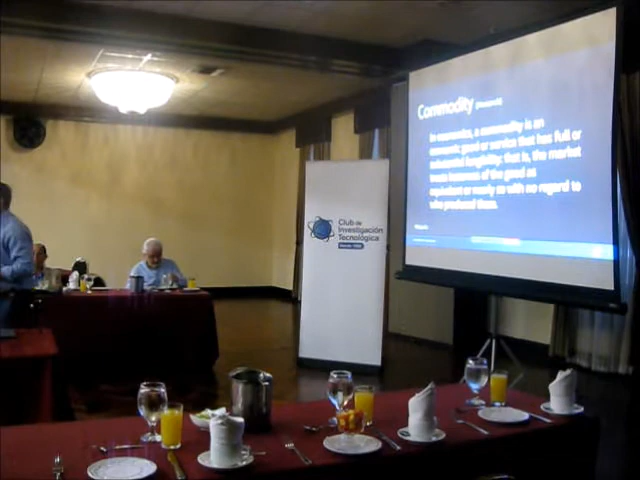 Commodity
In economics, a commodity is an
economic good or service that has full or
substantial fungibility: that is, the market
treats instances of the good as
equivalent or nearly so with no regard to
who produced them.
Club de
Investigación
Tecnológica